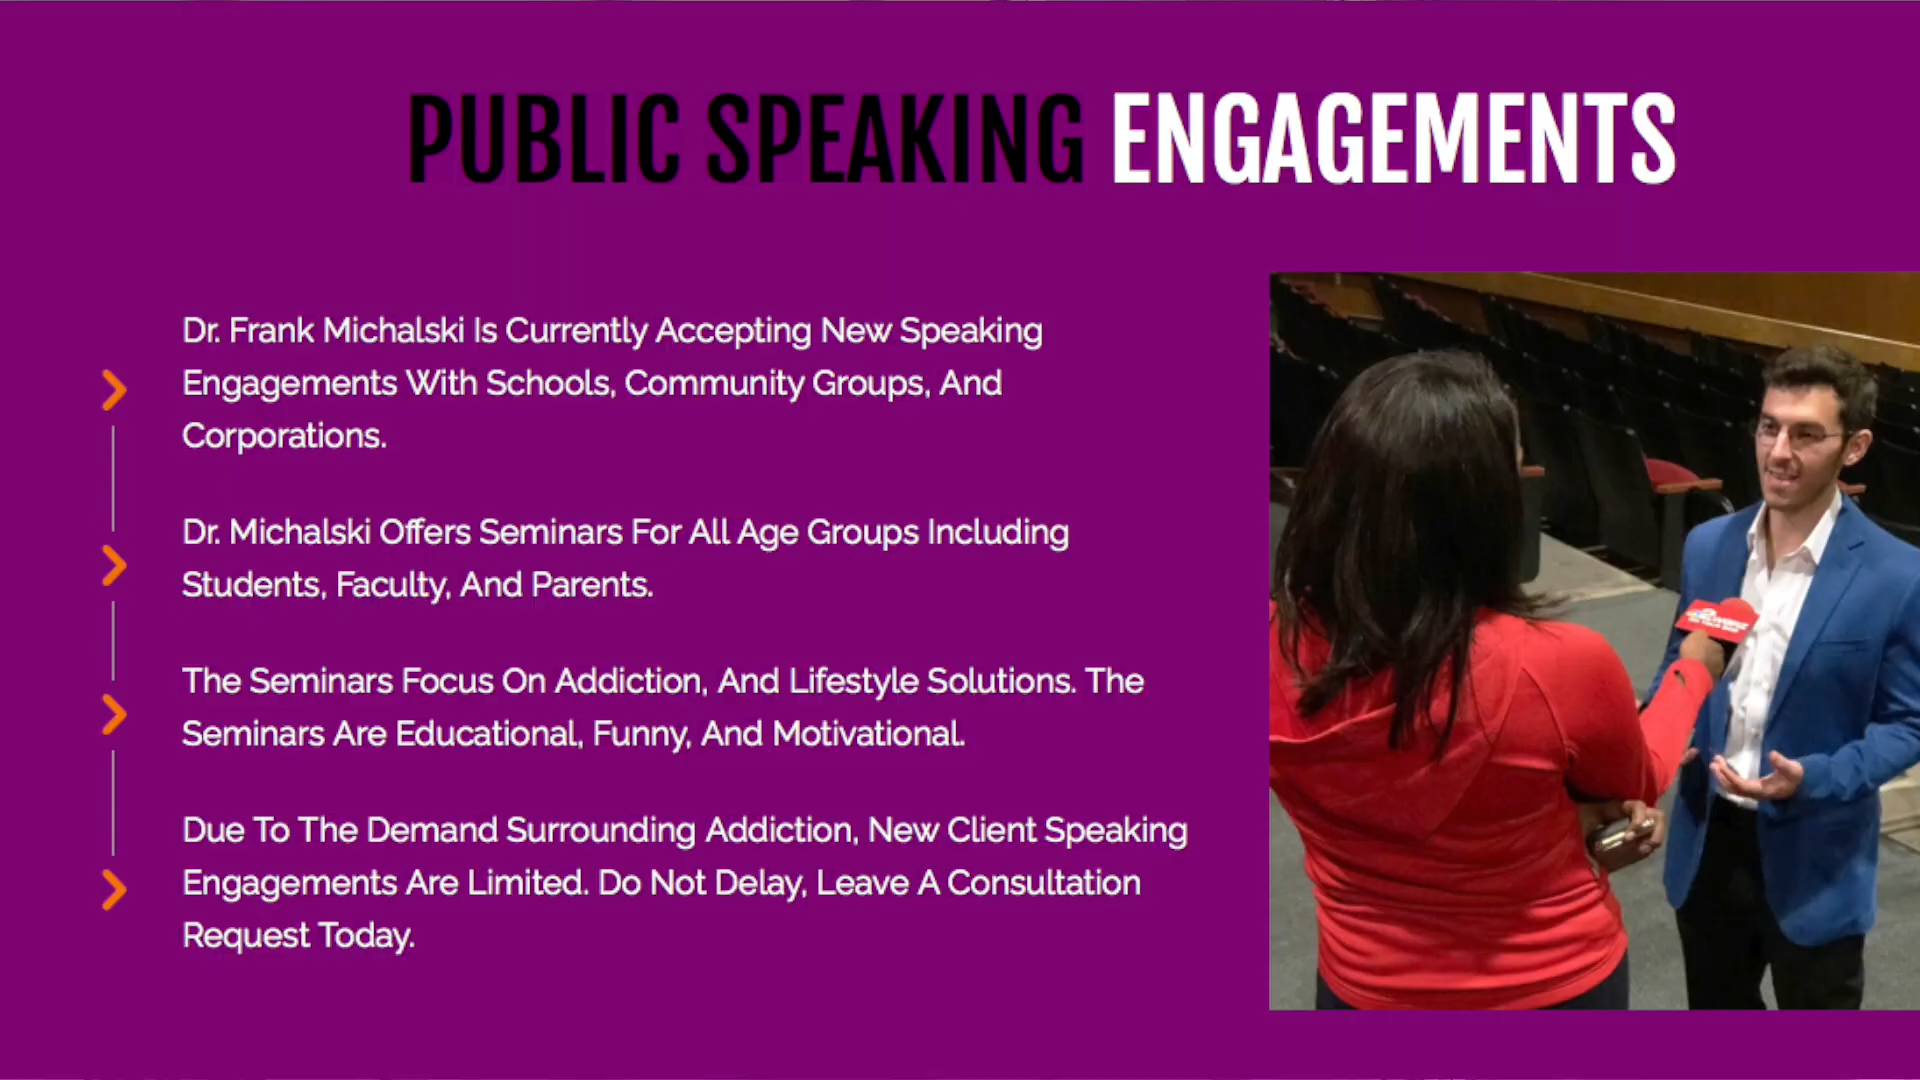 PUBLIC SPEAKING ENGAGEMENTS
Dr. Frank Michalski Is Currently Accepting New Speaking
Engagements With Schools, Community Groups, And
Corporations.
Dr. Michalski Offers Seminars For All Age Groups Including
Students, Faculty, And Parents.
The Seminars Focus On Addiction, And Lifestyle Solutions. The
Seminars Are Educational, Funny, And Motivational.
Due To The Demand Surrounding Addiction, New Client Speaking
Engagements Are Limited. Do Not Delay, Leave A Consultation
Request Today.